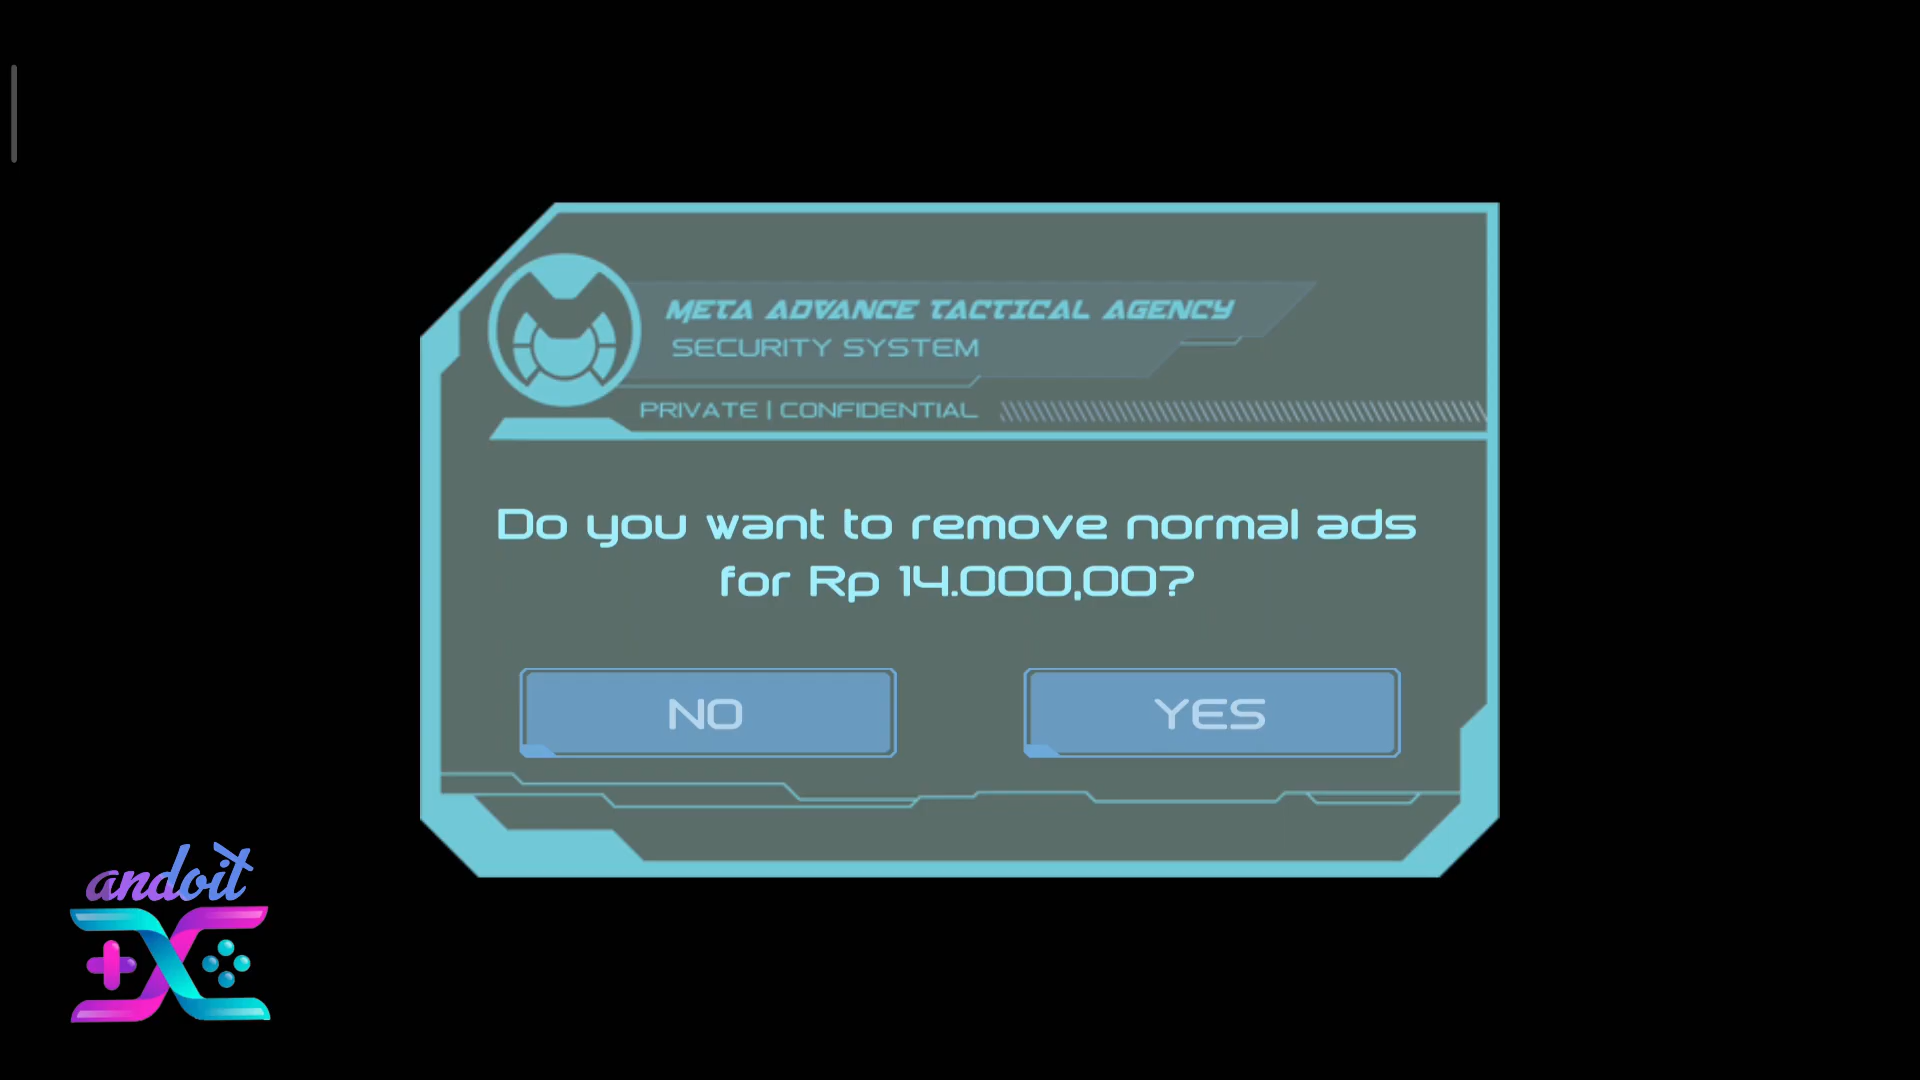 META ADVANCE TACTICAL AGENCY
SECURITY SYSTEM
PRIVATE | CONFIDENTIAL
Do you want to remove normal ads
for Rp 14.000,00?
NO
YES
andoit